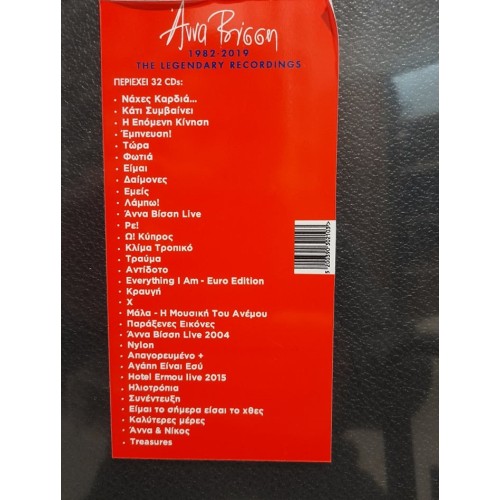 Άννα Βίσση
1982-2019
THE LEGENDARY RECORDINGS
ΠΕΡΙΕΧΕΙ 32 CDs:
• Νάχες Καρδιά...
• Κάτι Συμβαίνει
• Η Επόμενη Κίνηση
• Έμπνευση!
• Τώρα
• Φωτιά
• Είμαι
• Δαίμονες
• Εμείς
• Λάμπω!
• Άννα Βίσση Live
• Ρε!
• Ω! Κύπρος
• Κλίμα Τροπικό
• Τραύμα
• Αντίδοτο
• Everything I Am - Euro Edition
• Κραυγή
• Χ
• Μάλα - Η Μουσική Του Ανέμου
• Παράξενες Εικόνες
• Άννα Βίσση Live 2004
• Nylon
• Απαγορευμένο +
• Αγάπη Είναι Εσύ
• Hotel Ermou live 2015
• Ηλιοτρόπια
• Συνέντευξη
• Είμαι το σήμερα είσαι το χθες
• Καλύτερες μέρες
• Άννα & Νίκος
• Treasures